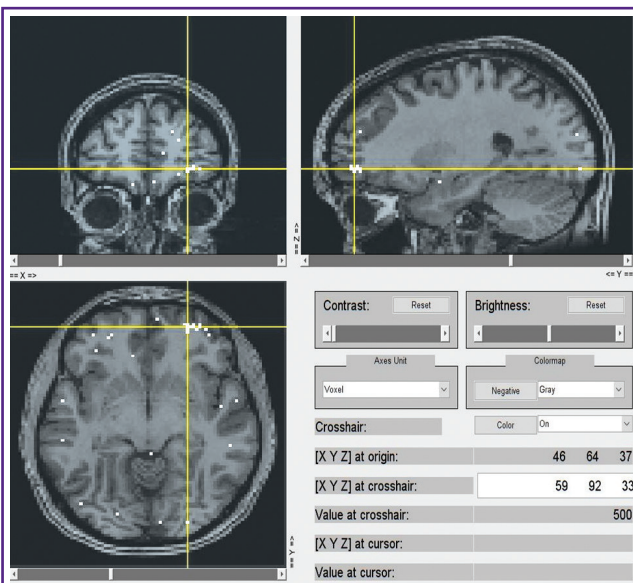 <= Z ==
== X =>
<= Y ==
<= Y ==
Contrast: Reset
Brightness: Reset
Axes Unit
Colormap
Voxel
Negative Gray
Crosshair:
Color On
[X Y Z] at origin: 46 64 37
[X Y Z] at crosshair: 59 92 33
Value at crosshair: 500
[X Y Z] at cursor:
Value at cursor: